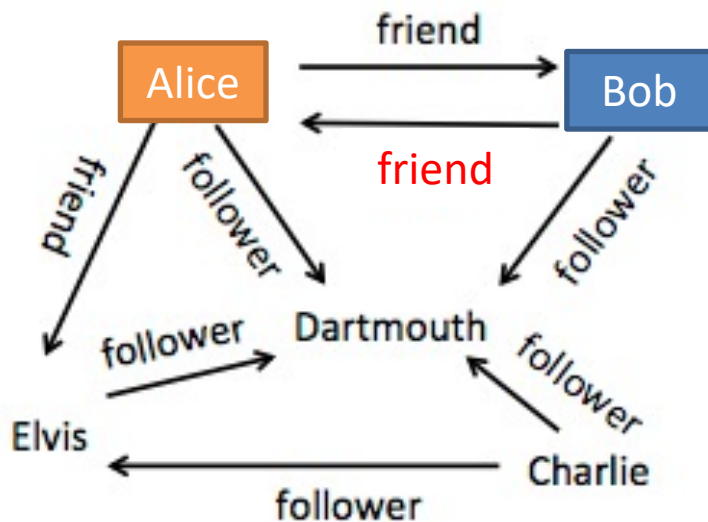 friend
Alice
Bob
friend
friend
follower
follower
follower
Dartmouth
follower
Elvis
Charlie
follower